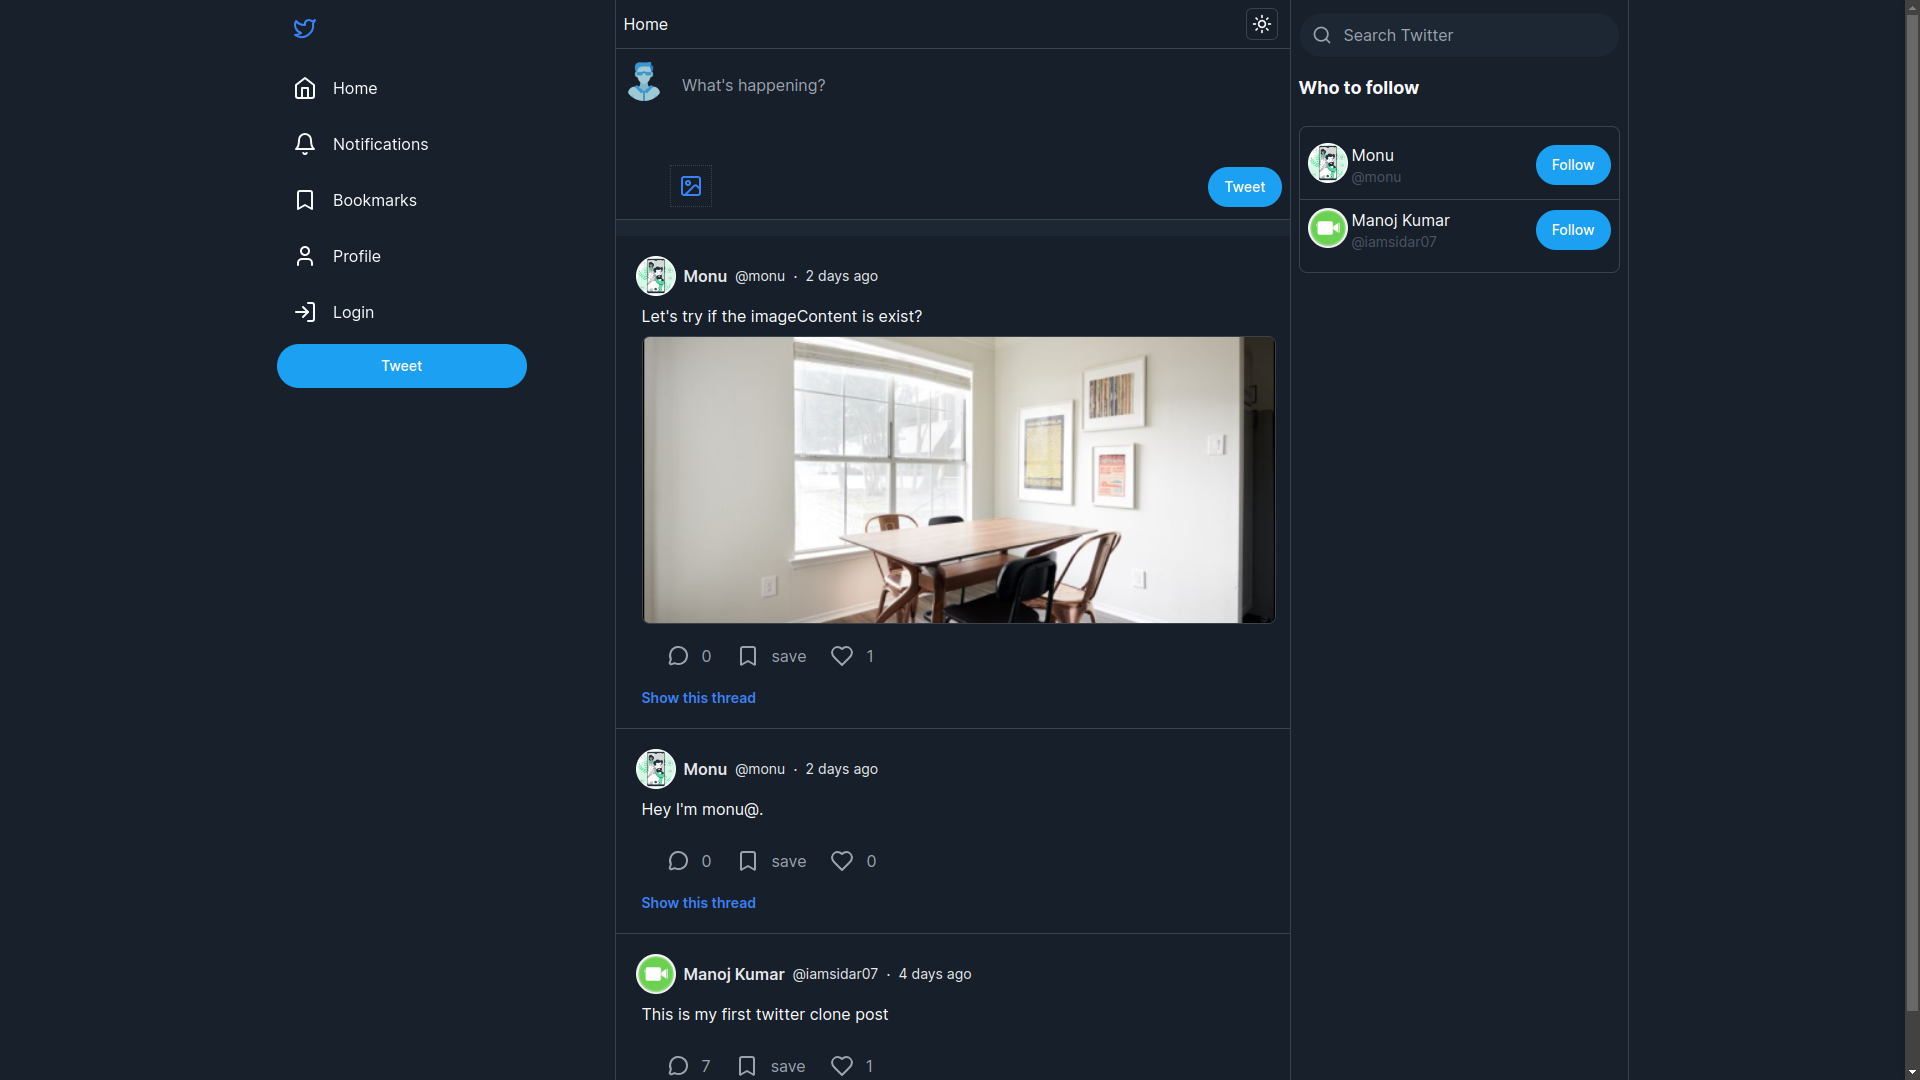 Home
Notifications
Bookmarks
Profile
Login
Tweet
Home
What's happening?
Tweet
Monu @monu · 2 days ago
Let's try if the imageContent is exist?
0 save 1
Show this thread
Monu @monu · 2 days ago
Hey I'm monu@.
0 save 0
Show this thread
Manoj Kumar @iamsidar07 · 4 days ago
This is my first twitter clone post
7 save 1
Search Twitter
Who to follow
Monu
@monu
Follow
Manoj Kumar
@iamsidar07
Follow